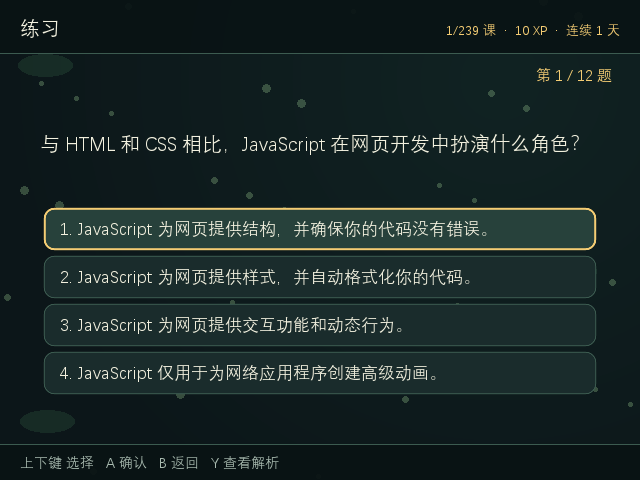 练习
1/239 课 · 10 XP · 连续 1 天
第 1 / 12 题
与 HTML 和 CSS 相比，JavaScript 在网页开发中扮演什么角色？
1. JavaScript 为网页提供结构，并确保你的代码没有错误。
2. JavaScript 为网页提供样式，并自动格式化你的代码。
3. JavaScript 为网页提供交互功能和动态行为。
4. JavaScript 仅用于为网络应用程序创建高级动画。
上下键 选择 A 确认 B 返回 Y 查看解析